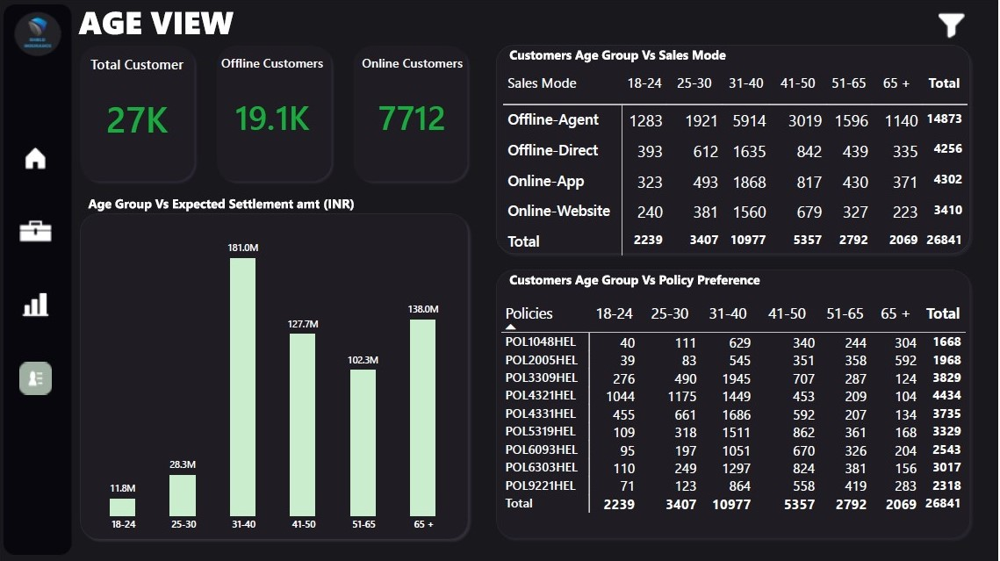 AGE VIEW
Total Customer
27K
Offline Customers
19.1K
Online Customers
7712
Age Group Vs Expected Settlement amt (INR)
181.0M
138.0M
127.7M
102.3M
28.3M
11.8M
18-24 25-30 31-40 41-50 51-65 65 +
Customers Age Group Vs Sales Mode
Sales Mode 18-24 25-30 31-40 41-50 51-65 65 + Total
Offline-Agent 1283 1921 5914 3019 1596 1140 14873
Offline-Direct 393 612 1635 842 439 335 4256
Online-App 323 493 1868 817 430 371 4302
Online-Website 240 381 1560 679 327 223 3410
Total 2239 3407 10977 5357 2792 2069 26841
Customers Age Group Vs Policy Preference
Policies 18-24 25-30 31-40 41-50 51-65 65 + Total
POL1048HEL 40 111 629 340 244 304 1668
POL2005HEL 39 83 545 351 358 592 1968
POL3309HEL 276 490 1945 707 287 124 3829
POL4321HEL 1044 1175 1449 453 209 104 4434
POL4331HEL 455 661 1686 592 207 134 3735
POL5319HEL 109 318 1511 862 361 168 3329
POL6093HEL 95 197 1051 670 326 204 2543
POL6303HEL 110 249 1297 824 381 156 3017
POL9221HEL 71 123 864 558 419 283 2318
Total 2239 3407 10977 5357 2792 2069 26841